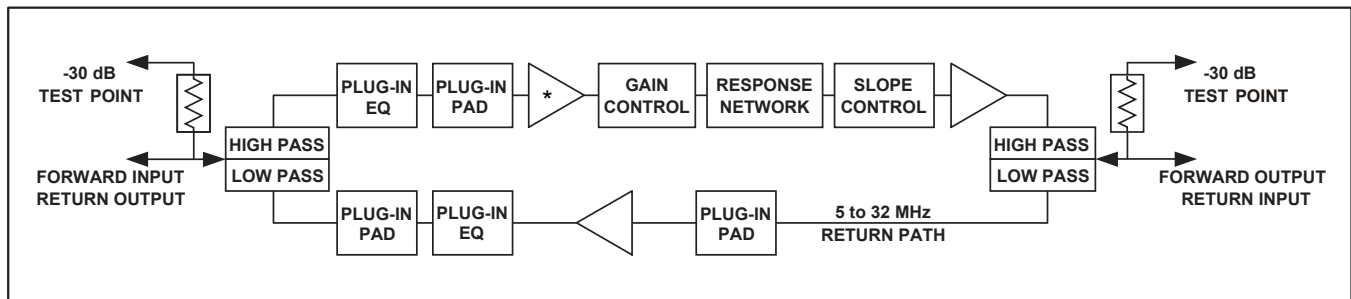 -30 dB
TEST POINT
FORWARD INPUT
RETURN OUTPUT
HIGH PASS
LOW PASS
PLUG-IN
EQ
PLUG-IN
PAD
*
GAIN
CONTROL
RESPONSE
NETWORK
SLOPE
CONTROL
HIGH PASS
LOW PASS
-30 dB
TEST POINT
FORWARD OUTPUT
RETURN INPUT
PLUG-IN
PAD
PLUG-IN
EQ
PLUG-IN
PAD
5 to 32 MHz
RETURN PATH